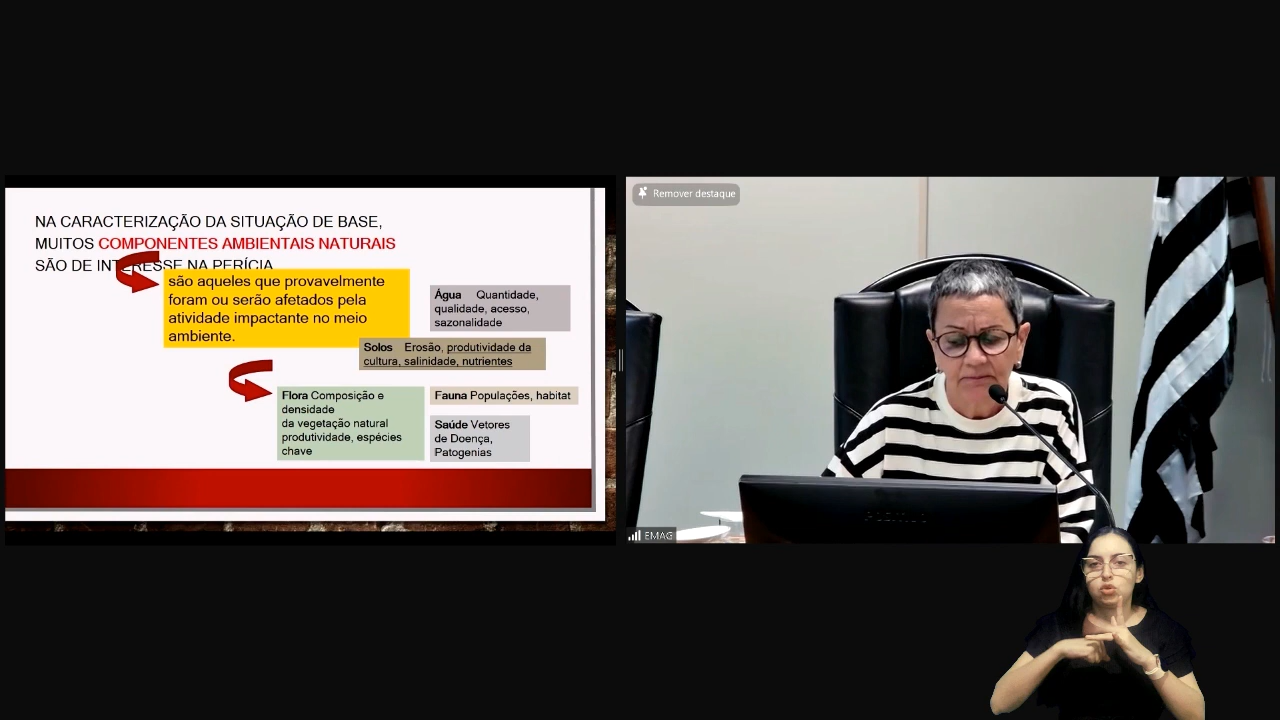 NA CARACTERIZAÇÃO DA SITUAÇÃO DE BASE,
MUITOS COMPONENTES AMBIENTAIS NATURAIS
SÃO DE INTERESSE NA PERÍCIA
são aqueles que provavelmente
foram ou serão afetados pela
atividade impactante no meio
ambiente.
Água Quantidade,
qualidade, acesso,
sazonalidade
Solos Erosão, produtividade da
cultura, salinidade, nutrientes
Flora Composição e
densidade
da vegetação natural
produtividade, espécies
chave
Fauna Populações, habitat
Saúde Vetores
de Doença,
Patogenias
Remover destaque
EMAG